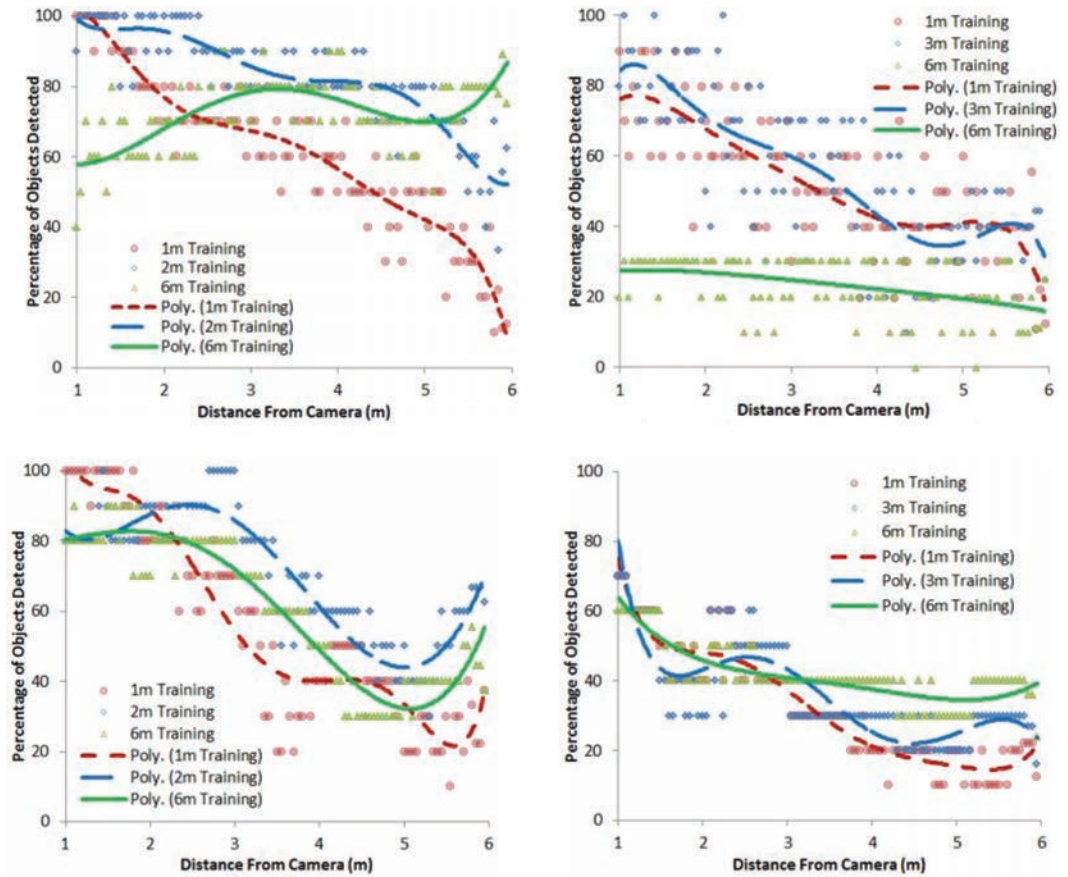 Percentage of Objects Detected
100
80
60
40
20
0
1m Training
2m Training
6m Training
Poly. (1m Training)
Poly. (2m Training)
Poly. (6m Training)
1 2 3 4 5 6
Distance From Camera (m)
Percentage of Objects Detected
100
80
60
40
20
0
1m Training
3m Training
6m Training
Poly. (1m Training)
Poly. (3m Training)
Poly. (6m Training)
1 2 3 4 5 6
Distance From Camera (m)
Percentage of Objects Detected
100
80
60
40
20
0
1m Training
2m Training
6m Training
Poly. (1m Training)
Poly. (2m Training)
Poly. (6m Training)
1 2 3 4 5 6
Distance From Camera (m)
Percentage of Objects Detected
100
80
60
40
20
0
1m Training
3m Training
6m Training
Poly. (1m Training)
Poly. (3m Training)
Poly. (6m Training)
1 2 3 4 5 6
Distance From Camera (m)